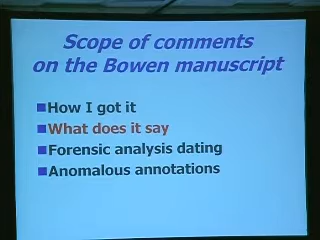 Scope of comments
on the Bowen manuscript
How I got it
What does it say
Forensic analysis dating
Anomalous annotations